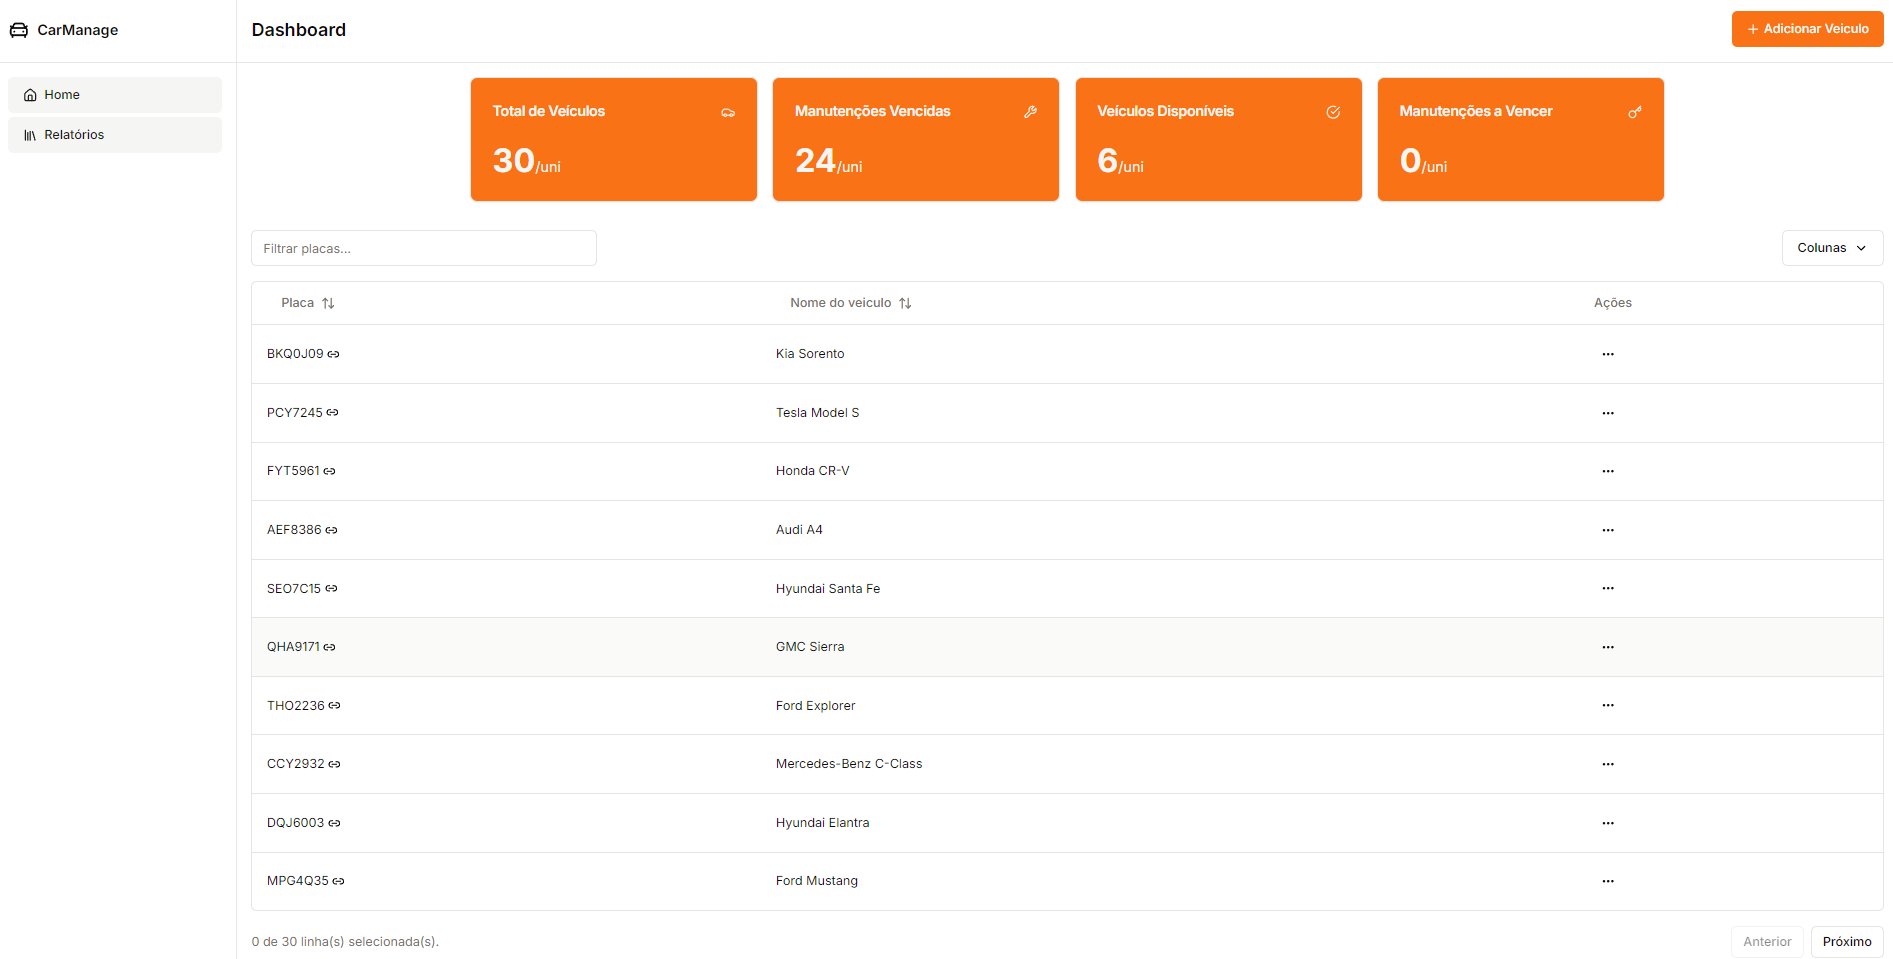 CarManage
Dashboard
+ Adicionar Veiculo
Home
Relatórios
Total de Veículos
30/uni
Manutenções Vencidas
24/uni
Veículos Disponíveis
6/uni
Manutenções a Vencer
0/uni
Filtrar placas...
Colunas
Placa Nome do veiculo Ações
BKQ0J09 Kia Sorento ...
PCY7245 Tesla Model S ...
FYT5961 Honda CR-V ...
AEF8386 Audi A4 ...
SEO7C15 Hyundai Santa Fe ...
QHA9171 GMC Sierra ...
THO2236 Ford Explorer ...
CCY2932 Mercedes-Benz C-Class ...
DQJ6003 Hyundai Elantra ...
MPG4Q35 Ford Mustang ...
0 de 30 linha(s) selecionada(s).
Anterior Próximo